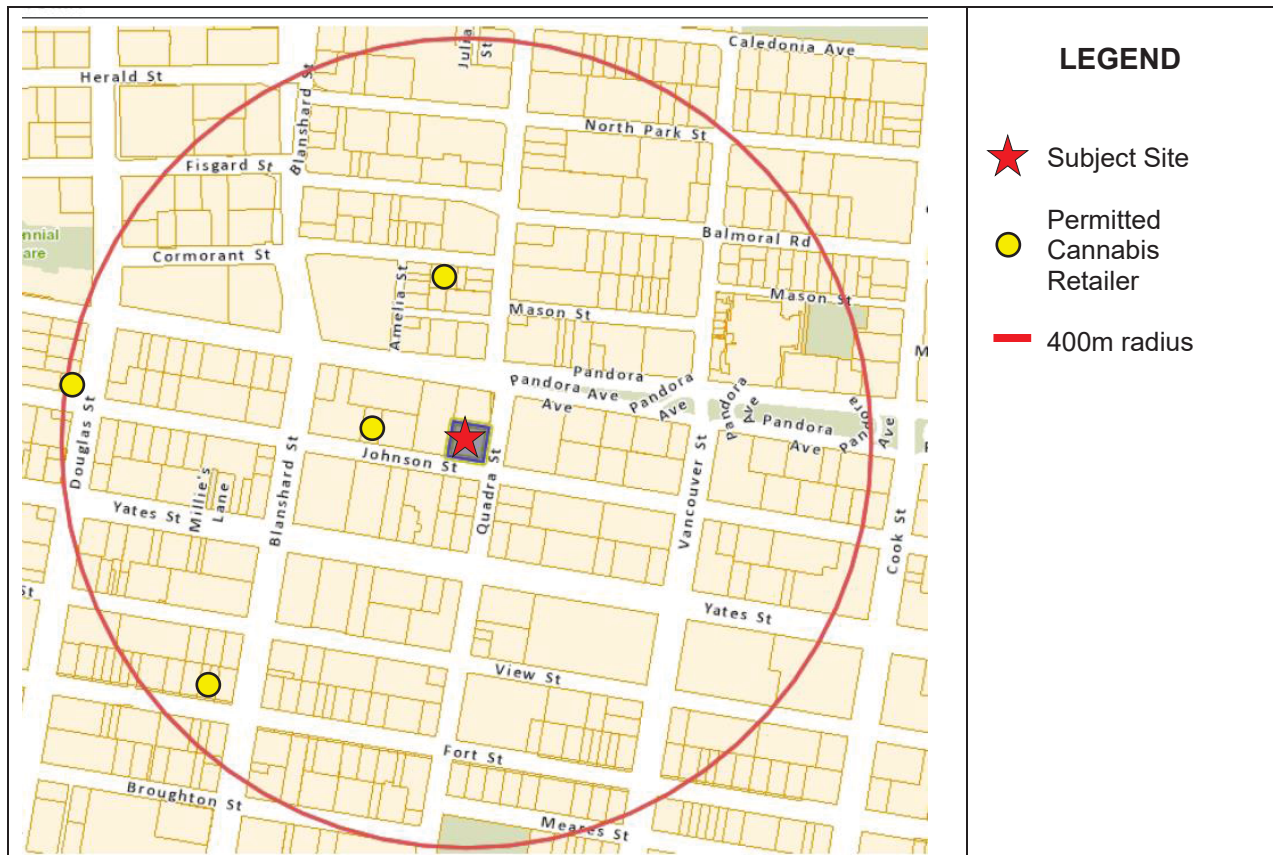 Caledonia Ave
Julia
St
Herald St
Blanshard St
North Park St
Fisgard St
Balmoral Rd
nnial
are
Cormorant St
Amelia St
Mason St
Mason St
Pandora
Pandora Ave
Pandora
Ave
Pandora
Ave
Ave
Pandora
Ave
Pandora
Ave
Douglas St
Johnson St
Quadra St
Vancouver St
Blanshard St
Millie's
Lane
Yates St
Cook St
St
Yates St
View St
Fort St
Broughton St
Meares St
LEGEND
Subject Site
Permitted
Cannabis
Retailer
400m radius